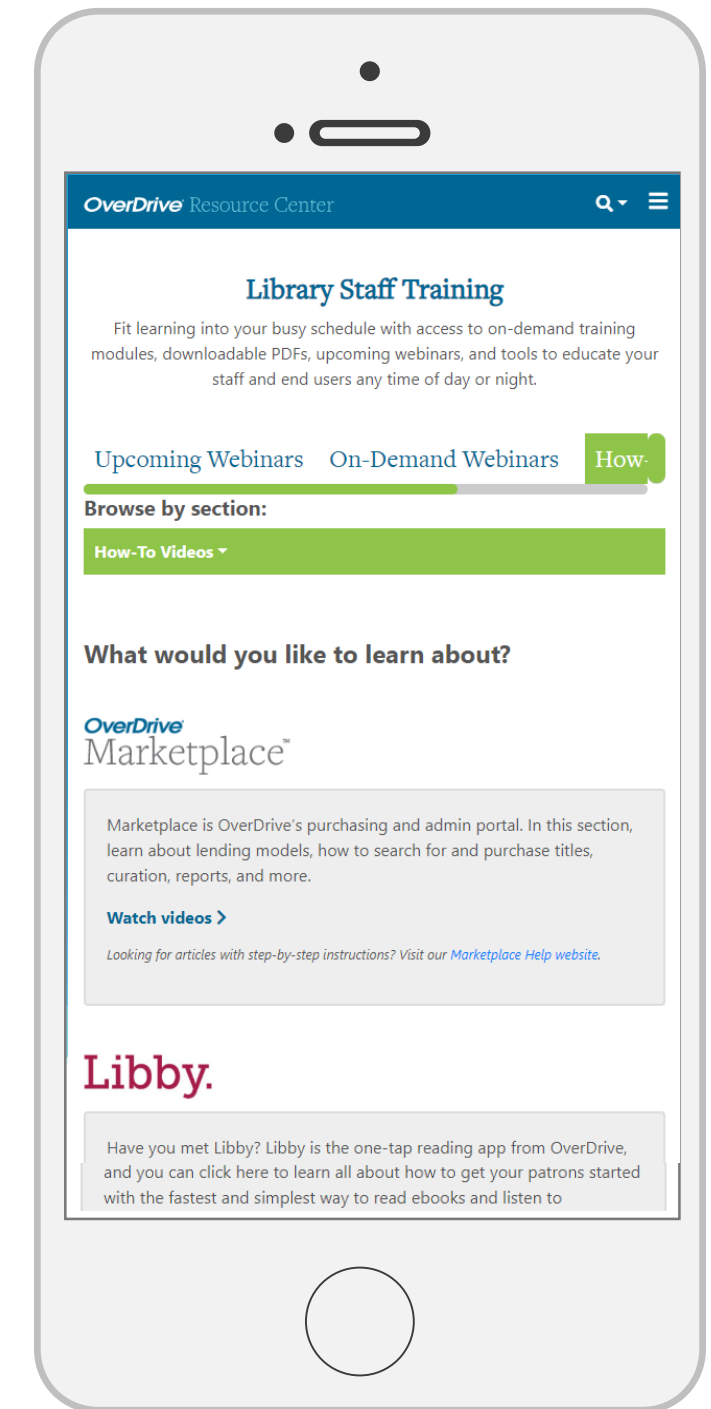 OverDrive Resource Center
Library Staff Training
Fit learning into your busy schedule with access to on-demand training
modules, downloadable PDFs, upcoming webinars, and tools to educate your
staff and end users any time of day or night.
Upcoming Webinars On-Demand Webinars How-
Browse by section:
How-To Videos
What would you like to learn about?
OverDrive
Marketplace™
Marketplace is OverDrive's purchasing and admin portal. In this section,
learn about lending models, how to search for and purchase titles,
curation, reports, and more.
Watch videos
Looking for articles with step-by-step instructions? Visit our Marketplace Help website.
Libby.
Have you met Libby? Libby is the one-tap reading app from OverDrive,
and you can click here to learn all about how to get your patrons started
with the fastest and simplest way to read ebooks and listen to